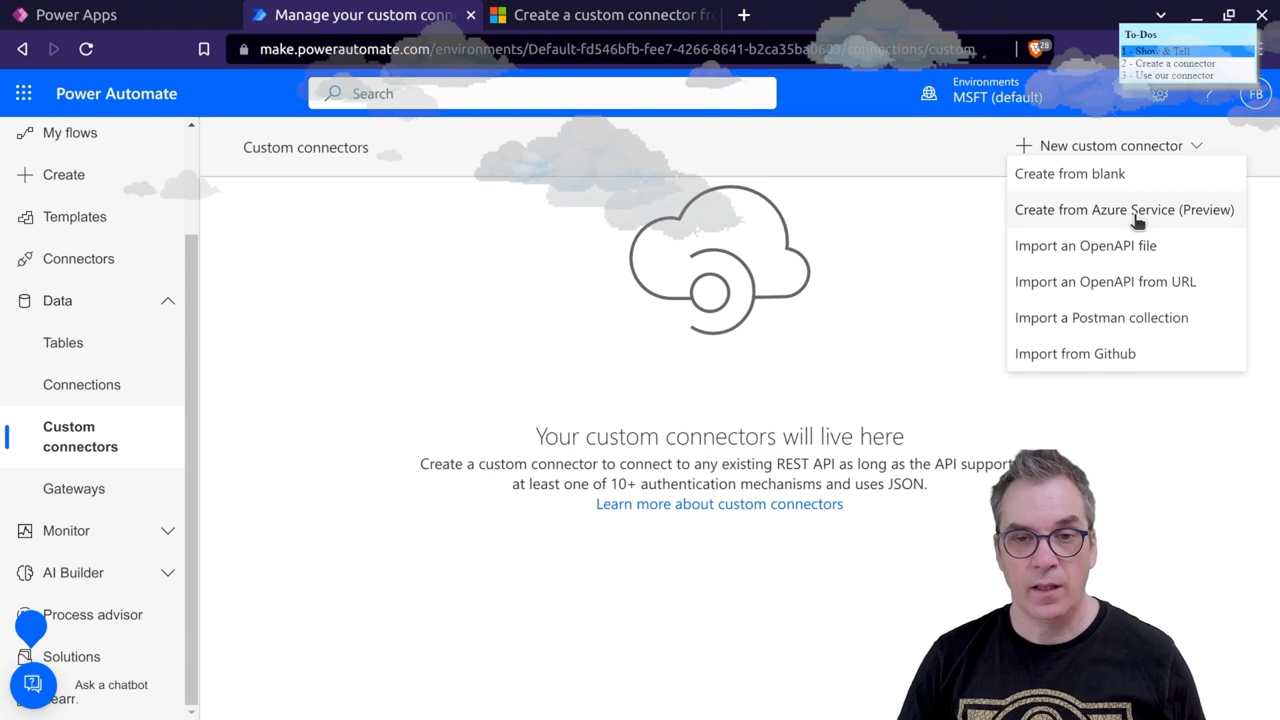 Power Apps
Manage your custom conn
Create a custom connector fr
make.powerautomate.com/environments/Default-fd546bfb-fee7-4266-8641-b2ca35ba0603/connections/custom
28
To-Dos
1 - Show & Tell
2 - Create a connector
3 - Use our connector
Power Automate
Search
Environments
MSFT (default)
FB
My flows
Create
Templates
Connectors
Data
Tables
Connections
Custom
connectors
Gateways
Monitor
AI Builder
Process advisor
Solutions
Ask a chatbot
Custom connectors
New custom connector
Create from blank
Create from Azure Service (Preview)
Import an OpenAPI file
Import an OpenAPI from URL
Import a Postman collection
Import from Github
Your custom connectors will live here
Create a custom connector to connect to any existing REST API as long as the API support
at least one of 10+ authentication mechanisms and uses JSON.
Learn more about custom connectors